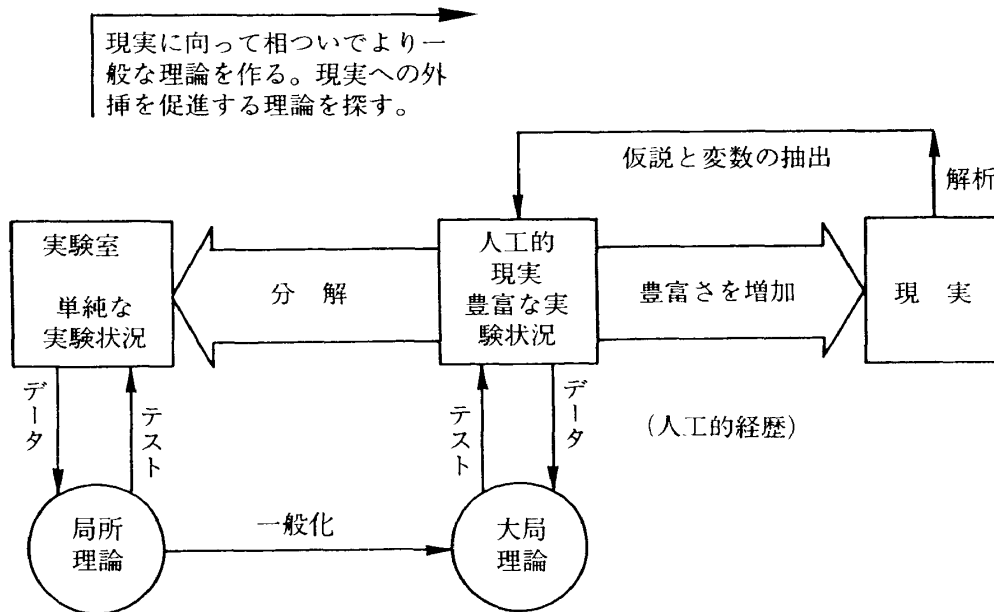 現実に向って相ついでより一
般な理論を作る。現実への外
挿を促進する理論を探す。
仮説と変数の抽出
解析
実験室
単純な
実験状況
分 解
人工的
現実
豊富な実
験状況
豊富さを増加
現 実
データ
テスト
テスト
データ
(人工的経歴)
局所
理論
一般化
大局
理論